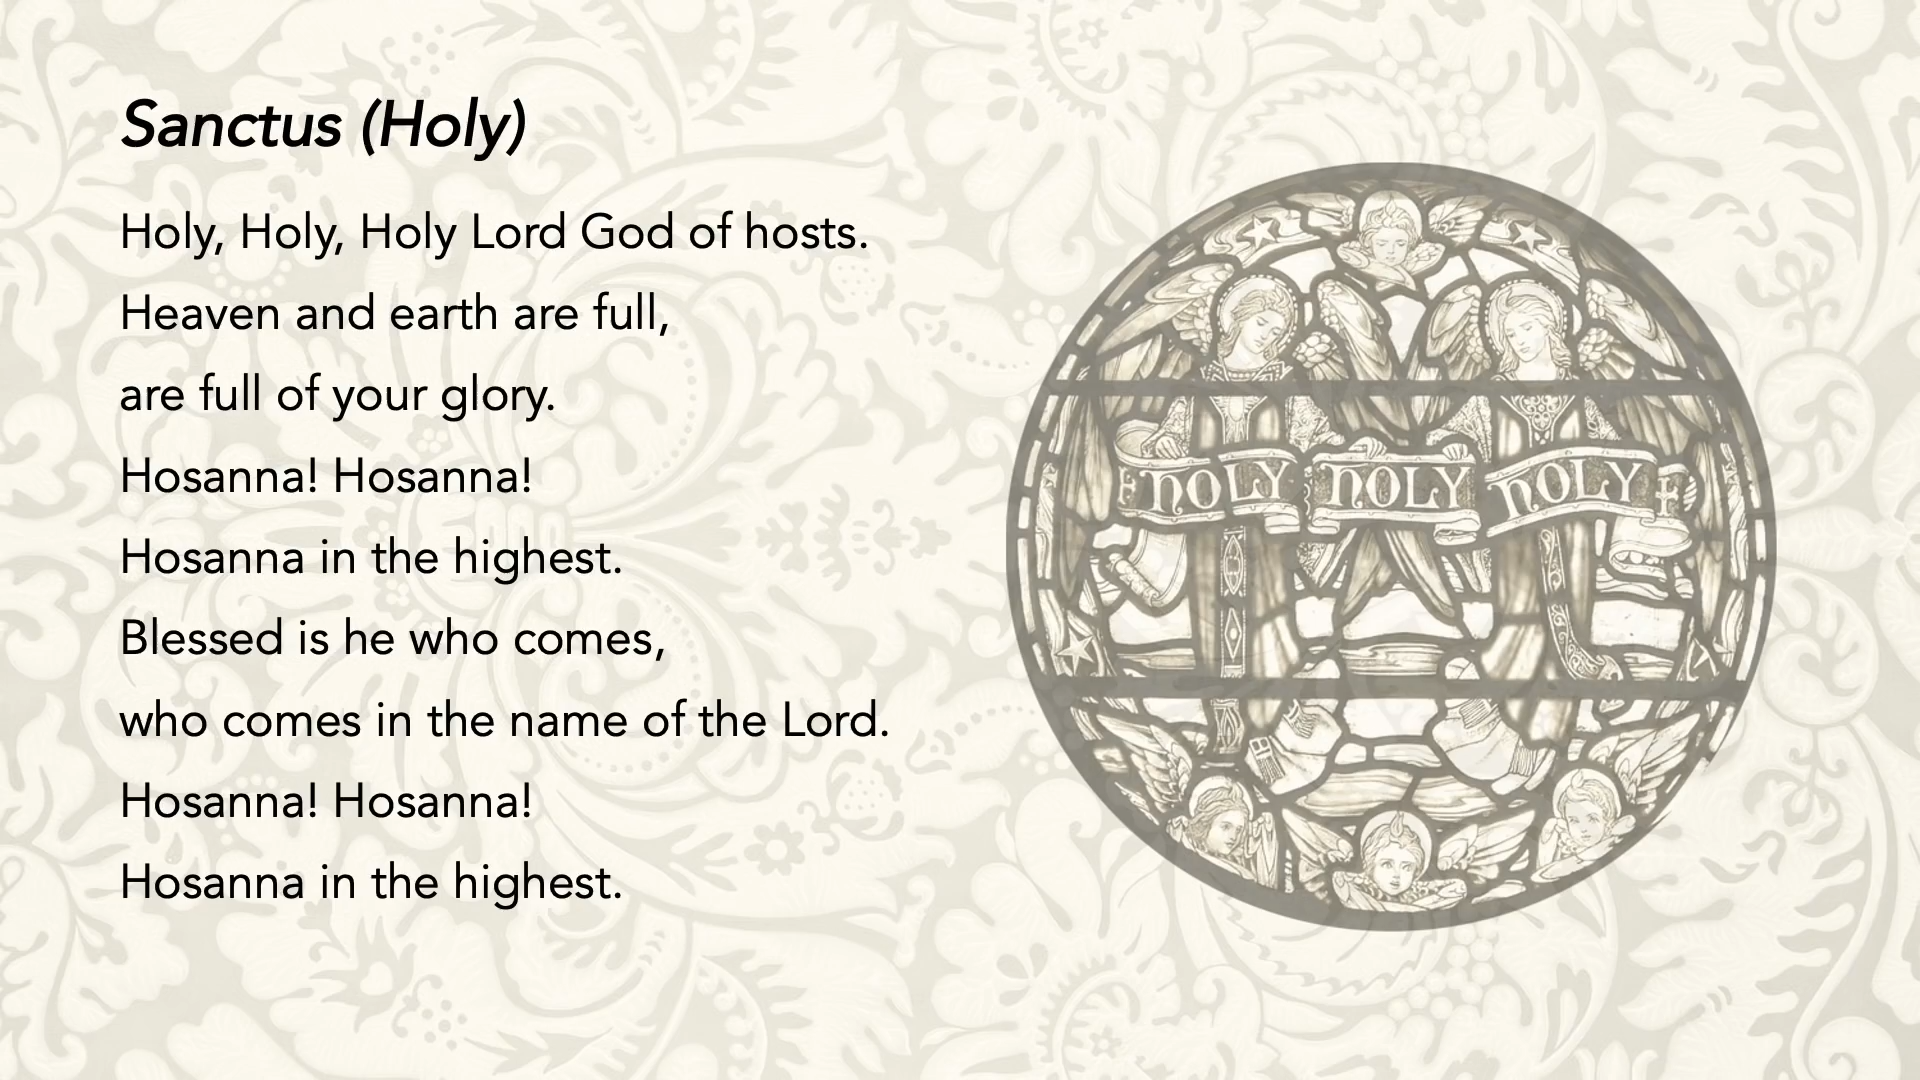 Sanctus (Holy)
Holy, Holy, Holy Lord God of hosts.
Heaven and earth are full,
are full of your glory.
Hosanna! Hosanna!
Hosanna in the highest.
Blessed is he who comes,
who comes in the name of the Lord.
Hosanna! Hosanna!
Hosanna in the highest.
HOLY HOLY HOLY